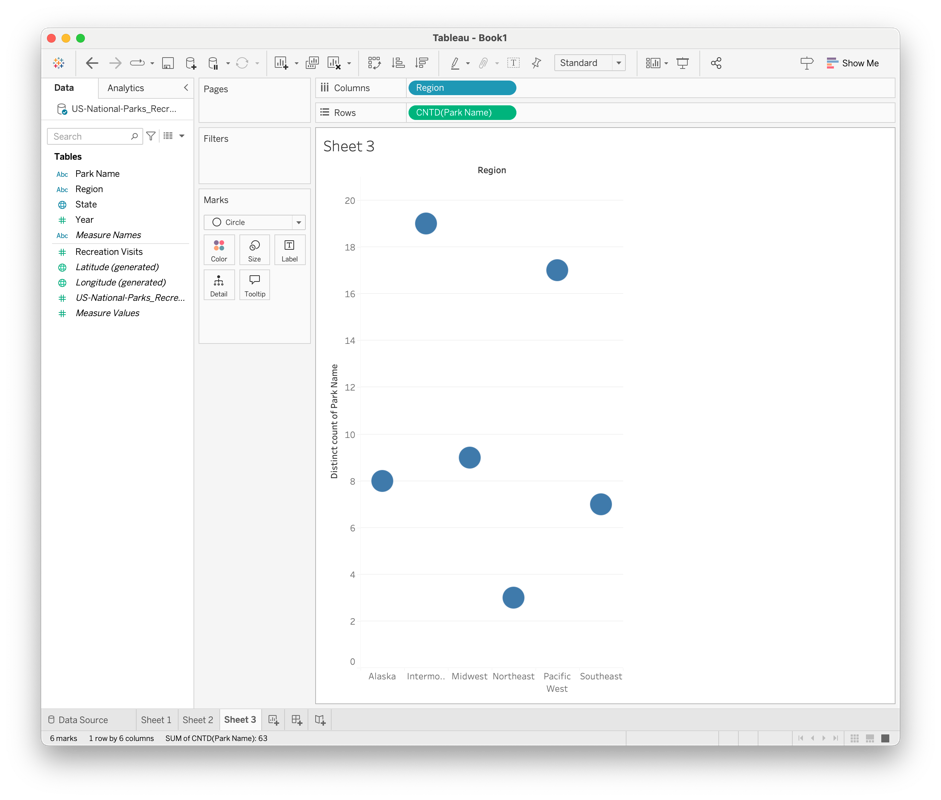 Tableau - Book1
Standard
Show Me
Data
Analytics
US-National-Parks_Recr...
Search
Tables
Abc Park Name
Abc Region
State
# Year
Abc Measure Names
# Recreation Visits
Latitude (generated)
Longitude (generated)
# US-National-Parks_Recre...
# Measure Values
Pages
Filters
Marks
Circle
Color
Size
T
Label
Detail
Tooltip
Columns
Region
Rows
CNTD(Park Name)
Sheet 3
Region
Distinct count of Park Name
20
18
16
14
12
10
8
6
4
2
0
Alaska
Intermo..
Midwest
Northeast
Pacific
West
Southeast
Data Source
Sheet 1
Sheet 2
Sheet 3
6 marks
1 row by 6 columns
SUM of CNTD(Park Name): 63